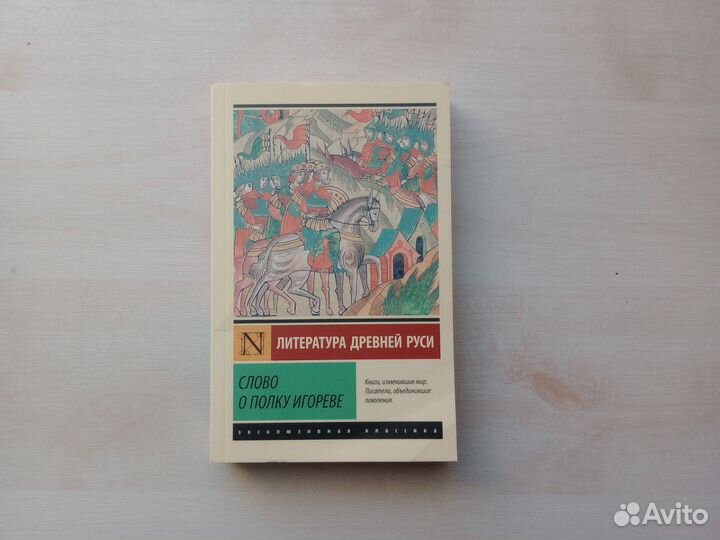 N
ЛИТЕРАТУРА ДРЕВНЕЙ РУСИ
СЛОВО
О ПОЛКУ ИГОРЕВЕ
Книги, изменившие мир.
Писатели, объединившие
поколения.
ЭКСКЛЮЗИВНАЯ КЛАССИКА
Avito